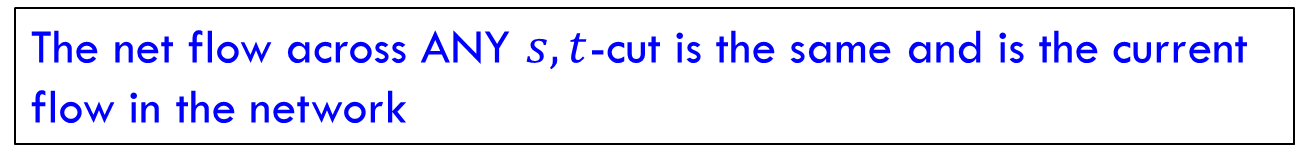 The net flow across ANY s, t-cut is the same and is the current
flow in the network